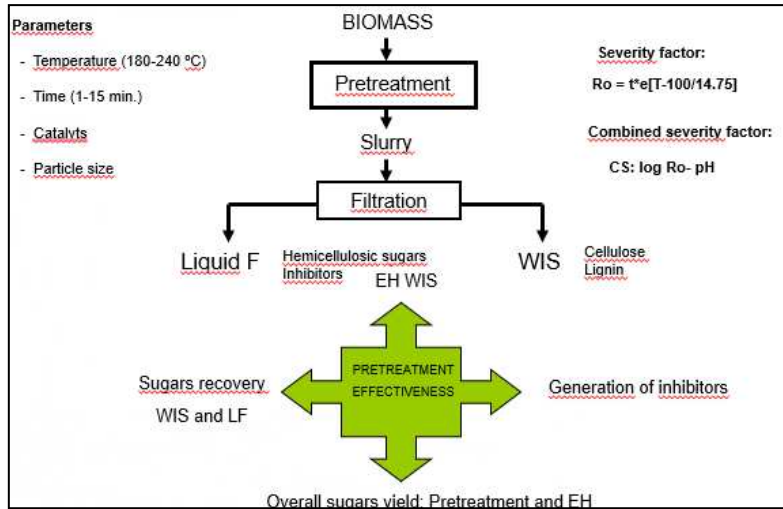 Parameters
- Temperature (180-240 ºC)
- Time (1-15 min.)
- Catalyts
- Particle size
BIOMASS
Pretreatment
Slurry
Filtration
Severity factor:
Ro = t*e[T-100/14.75]
Combined severity factor:
CS: log Ro- pH
Liquid F
Hemicellulosic sugars
Inhibitors
WIS
Cellulose
Lignin
EH WIS
PRETREATMENT
EFFECTIVENESS
Sugars recovery
WIS and LF
Generation of inhibitors
Overall sugars yield: Pretreatment and EH